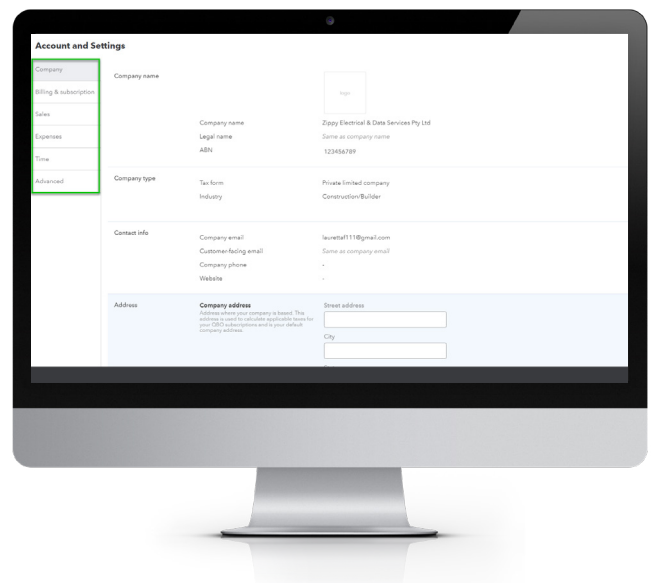 Account and Settings
Company
Billing & subscription
Sales
Expenses
Time
Advanced
Company name
logo
Company name Zippy Electrical & Data Services Pty Ltd
Legal name Same as company name
ABN 123456789
Company type
Tax form Private limited company
Industry Construction/Builder
Contact info
Company email laurettaf111@gmail.com
Customer-facing email Same as company email
Company phone -
Website -
Address
Company address
Address where your company is based. This
address is used to calculate applicable taxes for
your QBO subscriptions and is your default
company address.
Street address
City